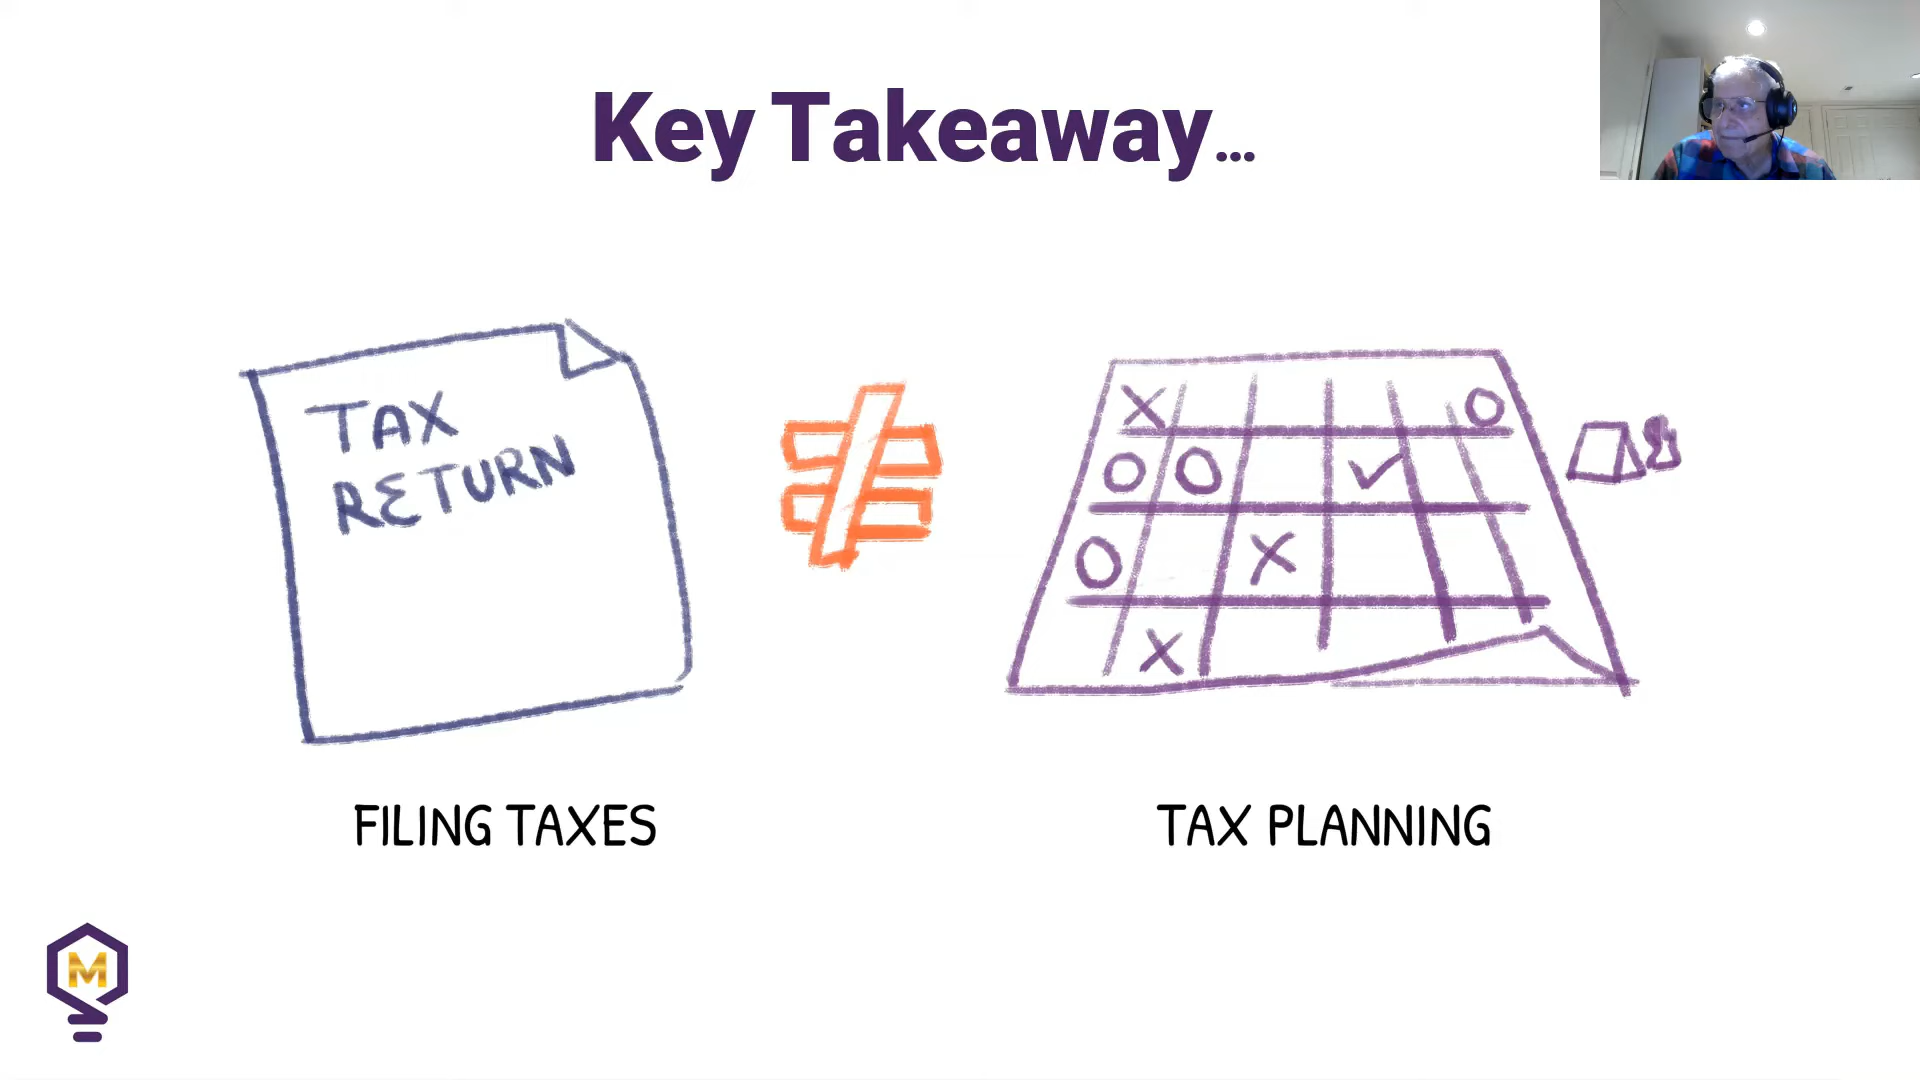 Key Takeaway...
TAX
RETURN
≠
X O
O O ✓
O X
X
FILING TAXES
TAX PLANNING
M